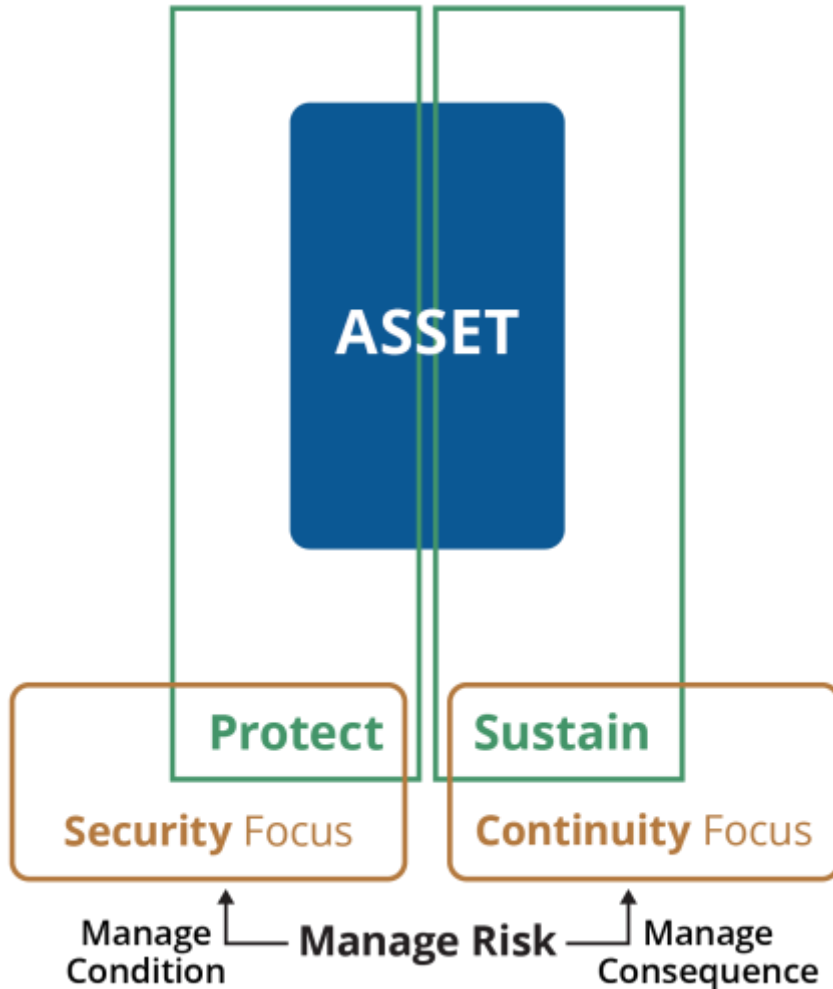 ASSET
Protect
Sustain
Security Focus
Continuity Focus
Manage
Condition
Manage Risk
Manage
Consequence